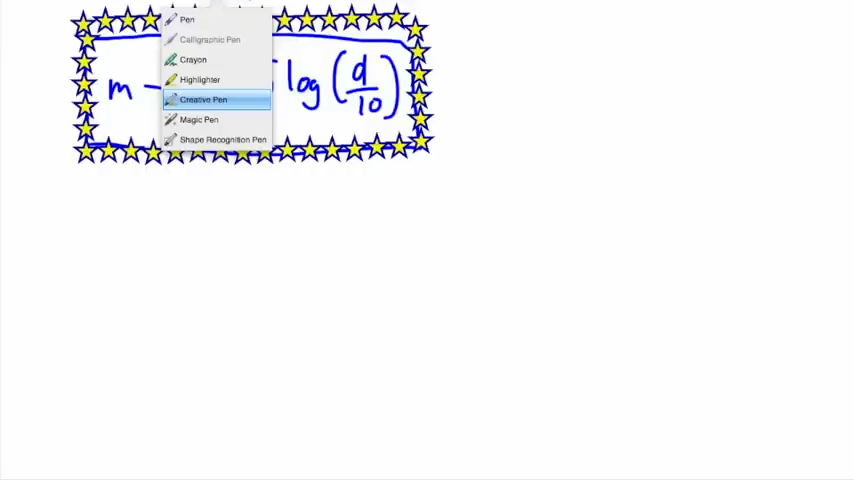 Pen
Calligraphic Pen
Crayon
Highlighter
Creative Pen
Magic Pen
Shape Recognition Pen
m - log (d/10)